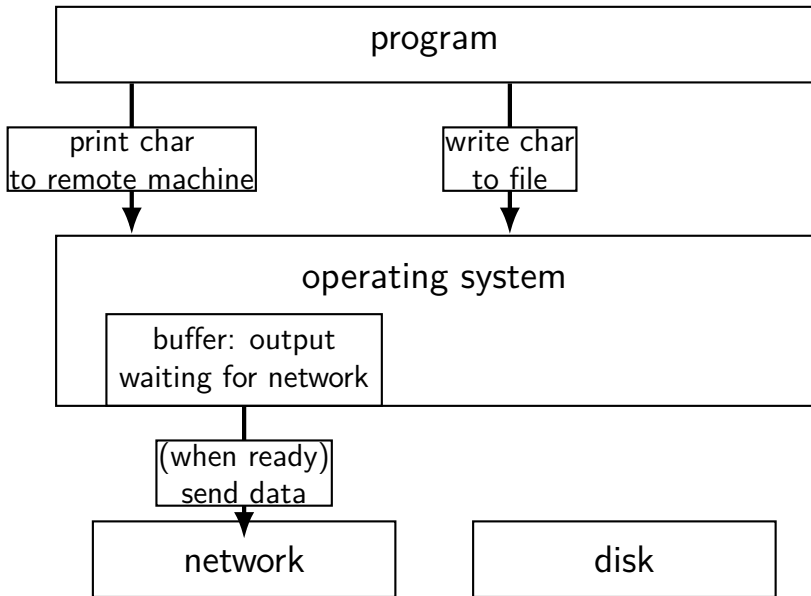 program
print char
to remote machine
write char
to file
operating system
buffer: output
waiting for network
(when ready)
send data
network
disk